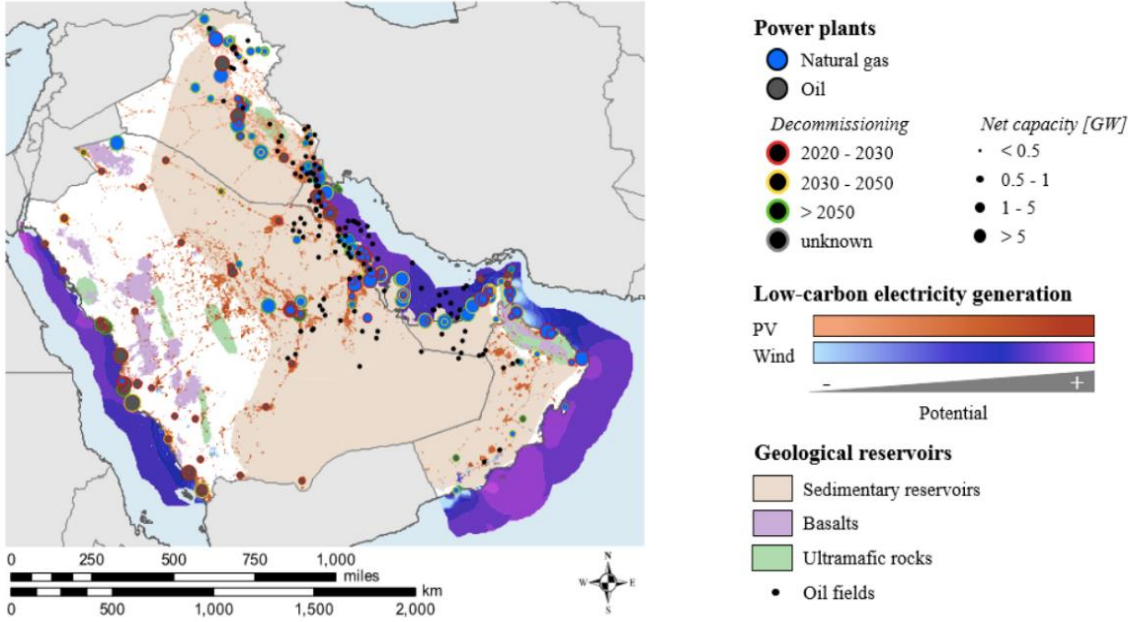 Power plants
Natural gas
Oil
Decommissioning
Net capacity [GW]
2020 - 2030
< 0.5
2030 - 2050
0.5 - 1
> 2050
1 - 5
unknown
> 5
Low-carbon electricity generation
PV
Wind
- +
Potential
Geological reservoirs
Sedimentary reservoirs
Basalts
Ultramafic rocks
Oil fields
0 250 500 750 1,000
miles
km
0 500 1,000 1,500 2,000
N
W E
S